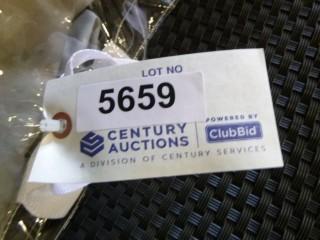 LOT NO
5659
CENTURY
AUCTIONS
POWERED BY
ClubBid
A DIVISION OF CENTURY SERVICES